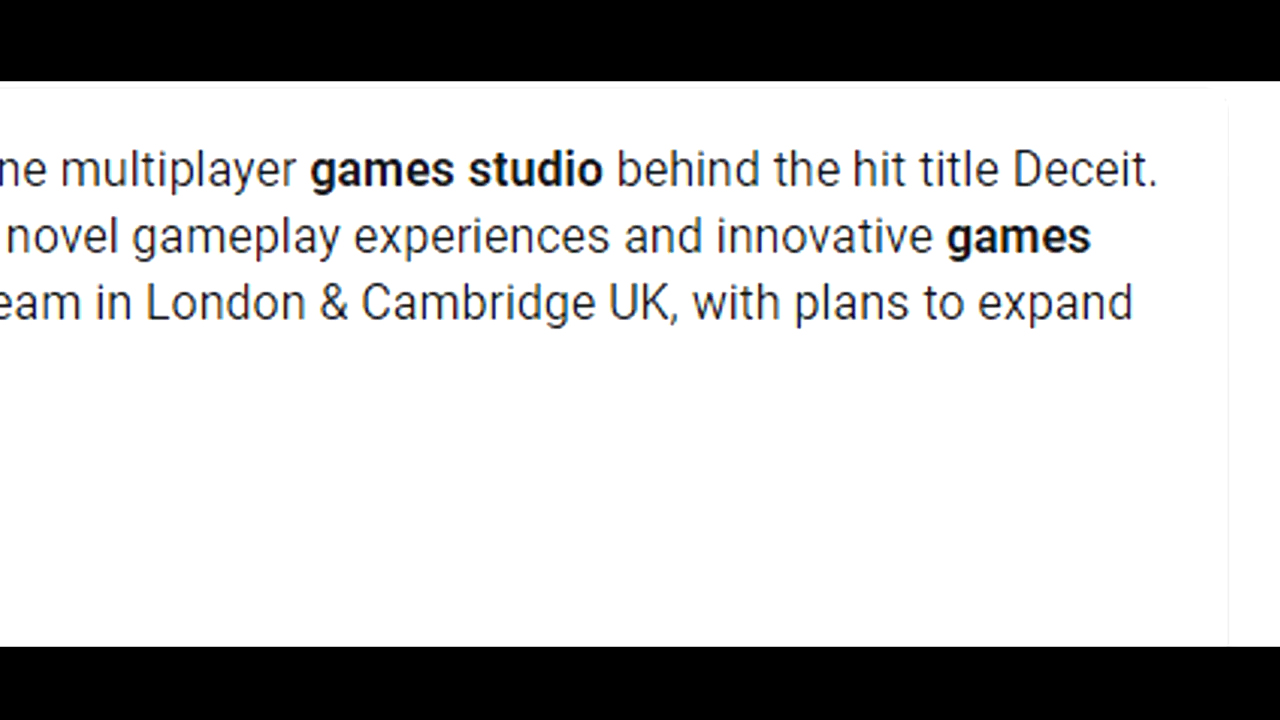 ne multiplayer games studio behind the hit title Deceit.
novel gameplay experiences and innovative games
eam in London & Cambridge UK, with plans to expand